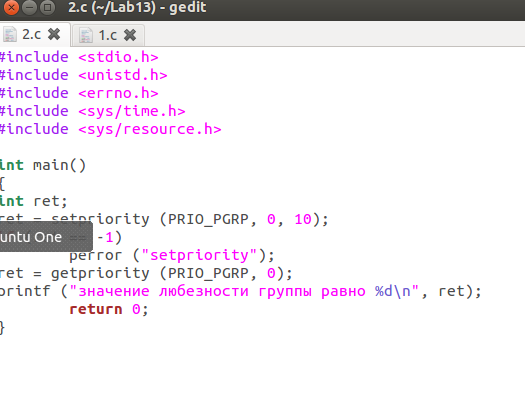 2.c (~/Lab13) - gedit
2.c 1.c
#include <stdio.h>
#include <unistd.h>
#include <errno.h>
#include <sys/time.h>
#include <sys/resource.h>
int main()
{
int ret;
ret = setpriority (PRIO_PGRP, 0, 10);
untu One == -1)
perror ("setpriority");
ret = getpriority (PRIO_PGRP, 0);
printf ("значение любезности группы равно %d\n", ret);
return 0;
}